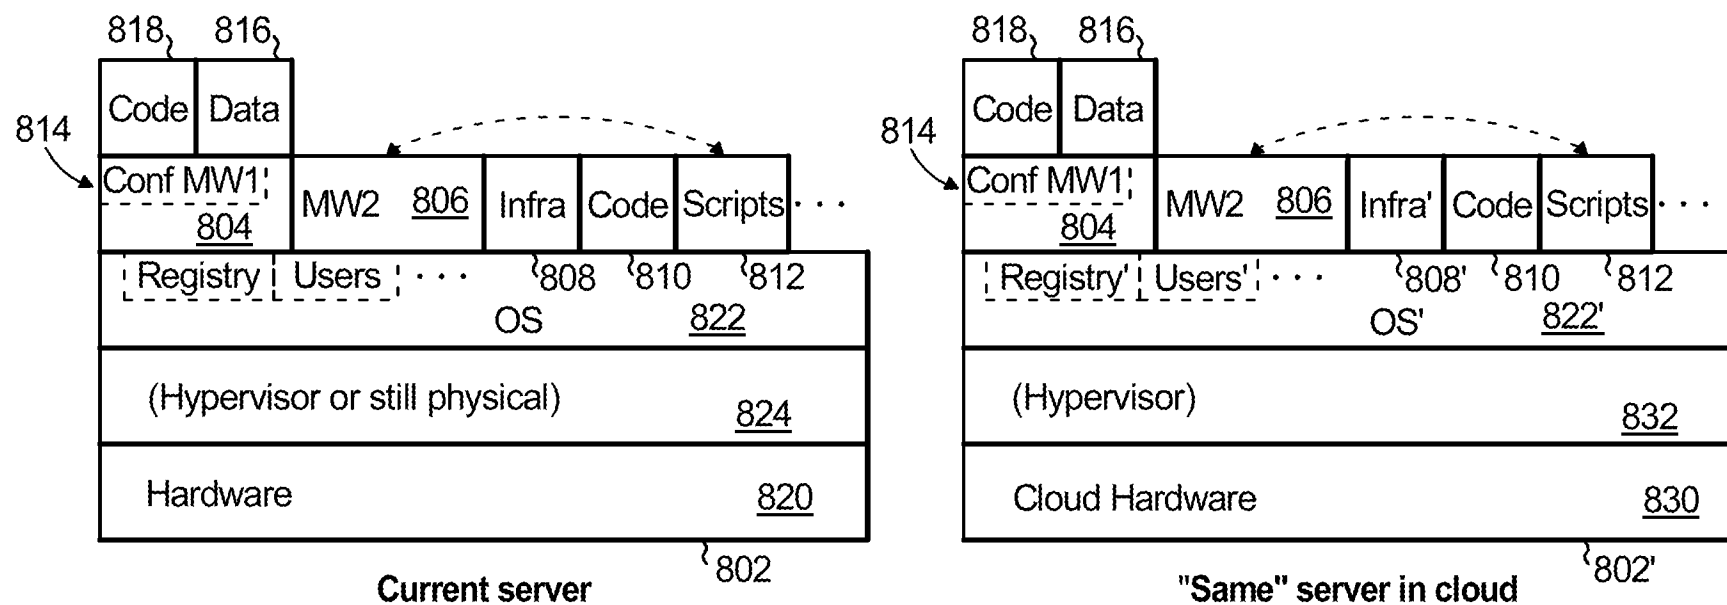 818 816
Code Data
814
Conf MW1
804
MW2 806 Infra Code Scripts ...
Registry Users ... 808 810 812
OS 822
(Hypervisor or still physical) 824
Hardware 820
802
Current server
818 816
Code Data
814
Conf MW1
804
MW2 806 Infra' Code Scripts ...
Registry' Users' ... 808' 810 812
OS' 822'
(Hypervisor) 832
Cloud Hardware 830
802'
"Same" server in cloud